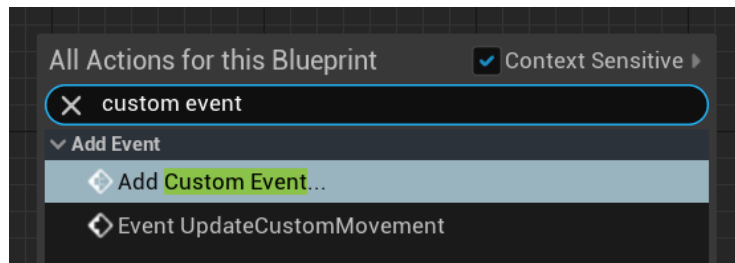 All Actions for this Blueprint Context Sensitive
custom event
Add Event
Add Custom Event...
Event UpdateCustomMovement